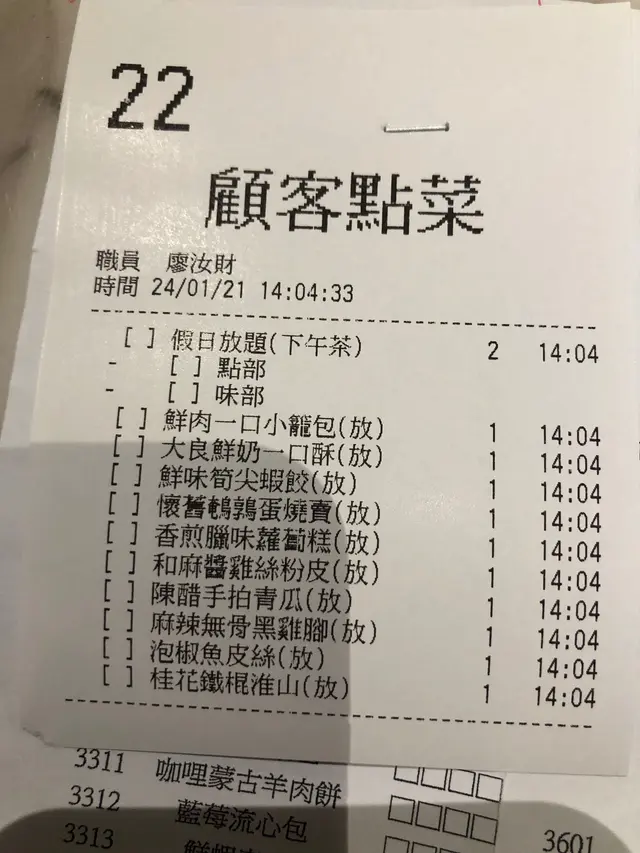 22
顧客點菜
職員 廖汝財
時間 24/01/21 14:04:33
[ ] 假日放題(下午茶) 2 14:04
- [ ] 點部
- [ ] 味部
[ ] 鮮肉一口小籠包(放) 1 14:04
[ ] 大良鮮奶一口酥(放) 1 14:04
[ ] 鮮味筍尖蝦餃(放) 1 14:04
[ ] 懷舊鵪鶉蛋燒賣(放) 1 14:04
[ ] 香煎臘味蘿蔔糕(放) 1 14:04
[ ] 和麻醬雞絲粉皮(放) 1 14:04
[ ] 陳醋手拍青瓜(放) 1 14:04
[ ] 麻辣無骨黑雞腳(放) 1 14:04
[ ] 泡椒魚皮絲(放) 1 14:04
[ ] 桂花鐵棍淮山(放) 1 14:04
3311 咖哩蒙古羊肉餅
3312 藍莓流心包
3313 3601